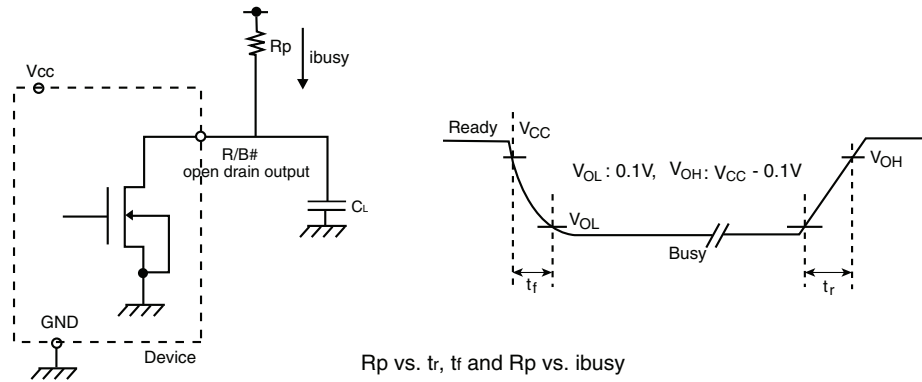 Rp
ibusy
Vcc
R/B#
open drain output
CL
GND
Device
Ready
VCC
VOL : 0.1V, VOH : VCC - 0.1V
VOH
VOL
Busy
tf
tr
Rp vs. tr, tf and Rp vs. ibusy